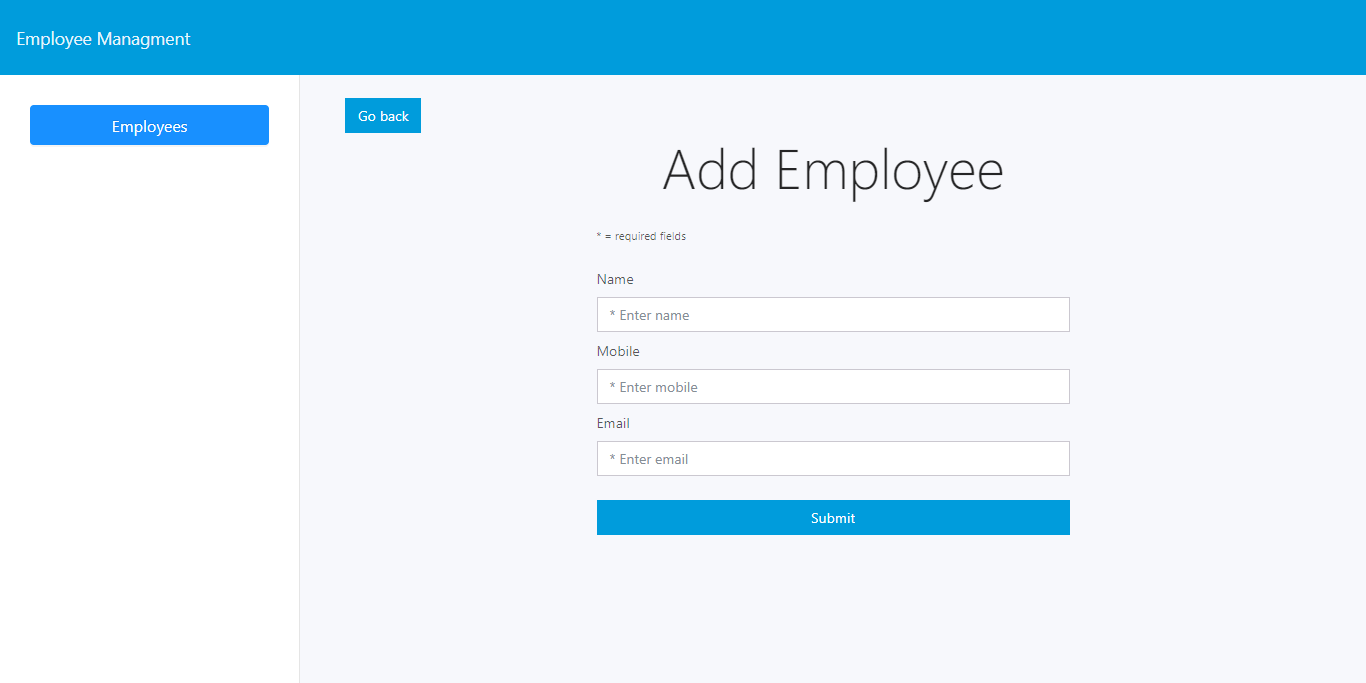 Employee Managment
Employees
Go back
Add Employee
* = required fields
Name
* Enter name
Mobile
* Enter mobile
Email
* Enter email
Submit